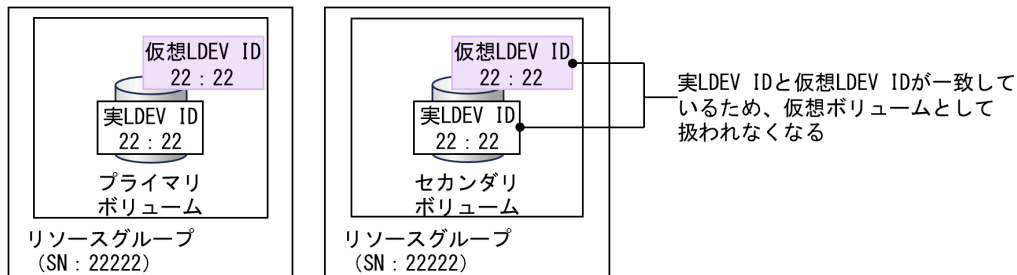 仮想LDEV ID
22：22
実LDEV ID
22：22
プライマリ
ボリューム
リソースグループ
（SN：22222）
仮想LDEV ID
22：22
実LDEV ID
22：22
セカンダリ
ボリューム
リソースグループ
（SN：22222）
実LDEV IDと仮想LDEV IDが一致して
いるため、仮想ボリュームとして
扱われなくなる